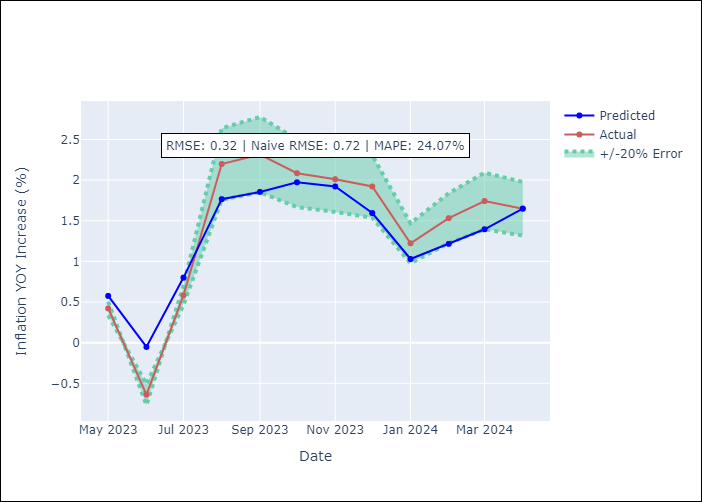 RMSE: 0.32 | Naive RMSE: 0.72 | MAPE: 24.07%
Predicted
Actual
+/-20% Error
Inflation YOY Increase (%)
2.5
2
1.5
1
0.5
0
−0.5
May 2023
Jul 2023
Sep 2023
Nov 2023
Jan 2024
Mar 2024
Date